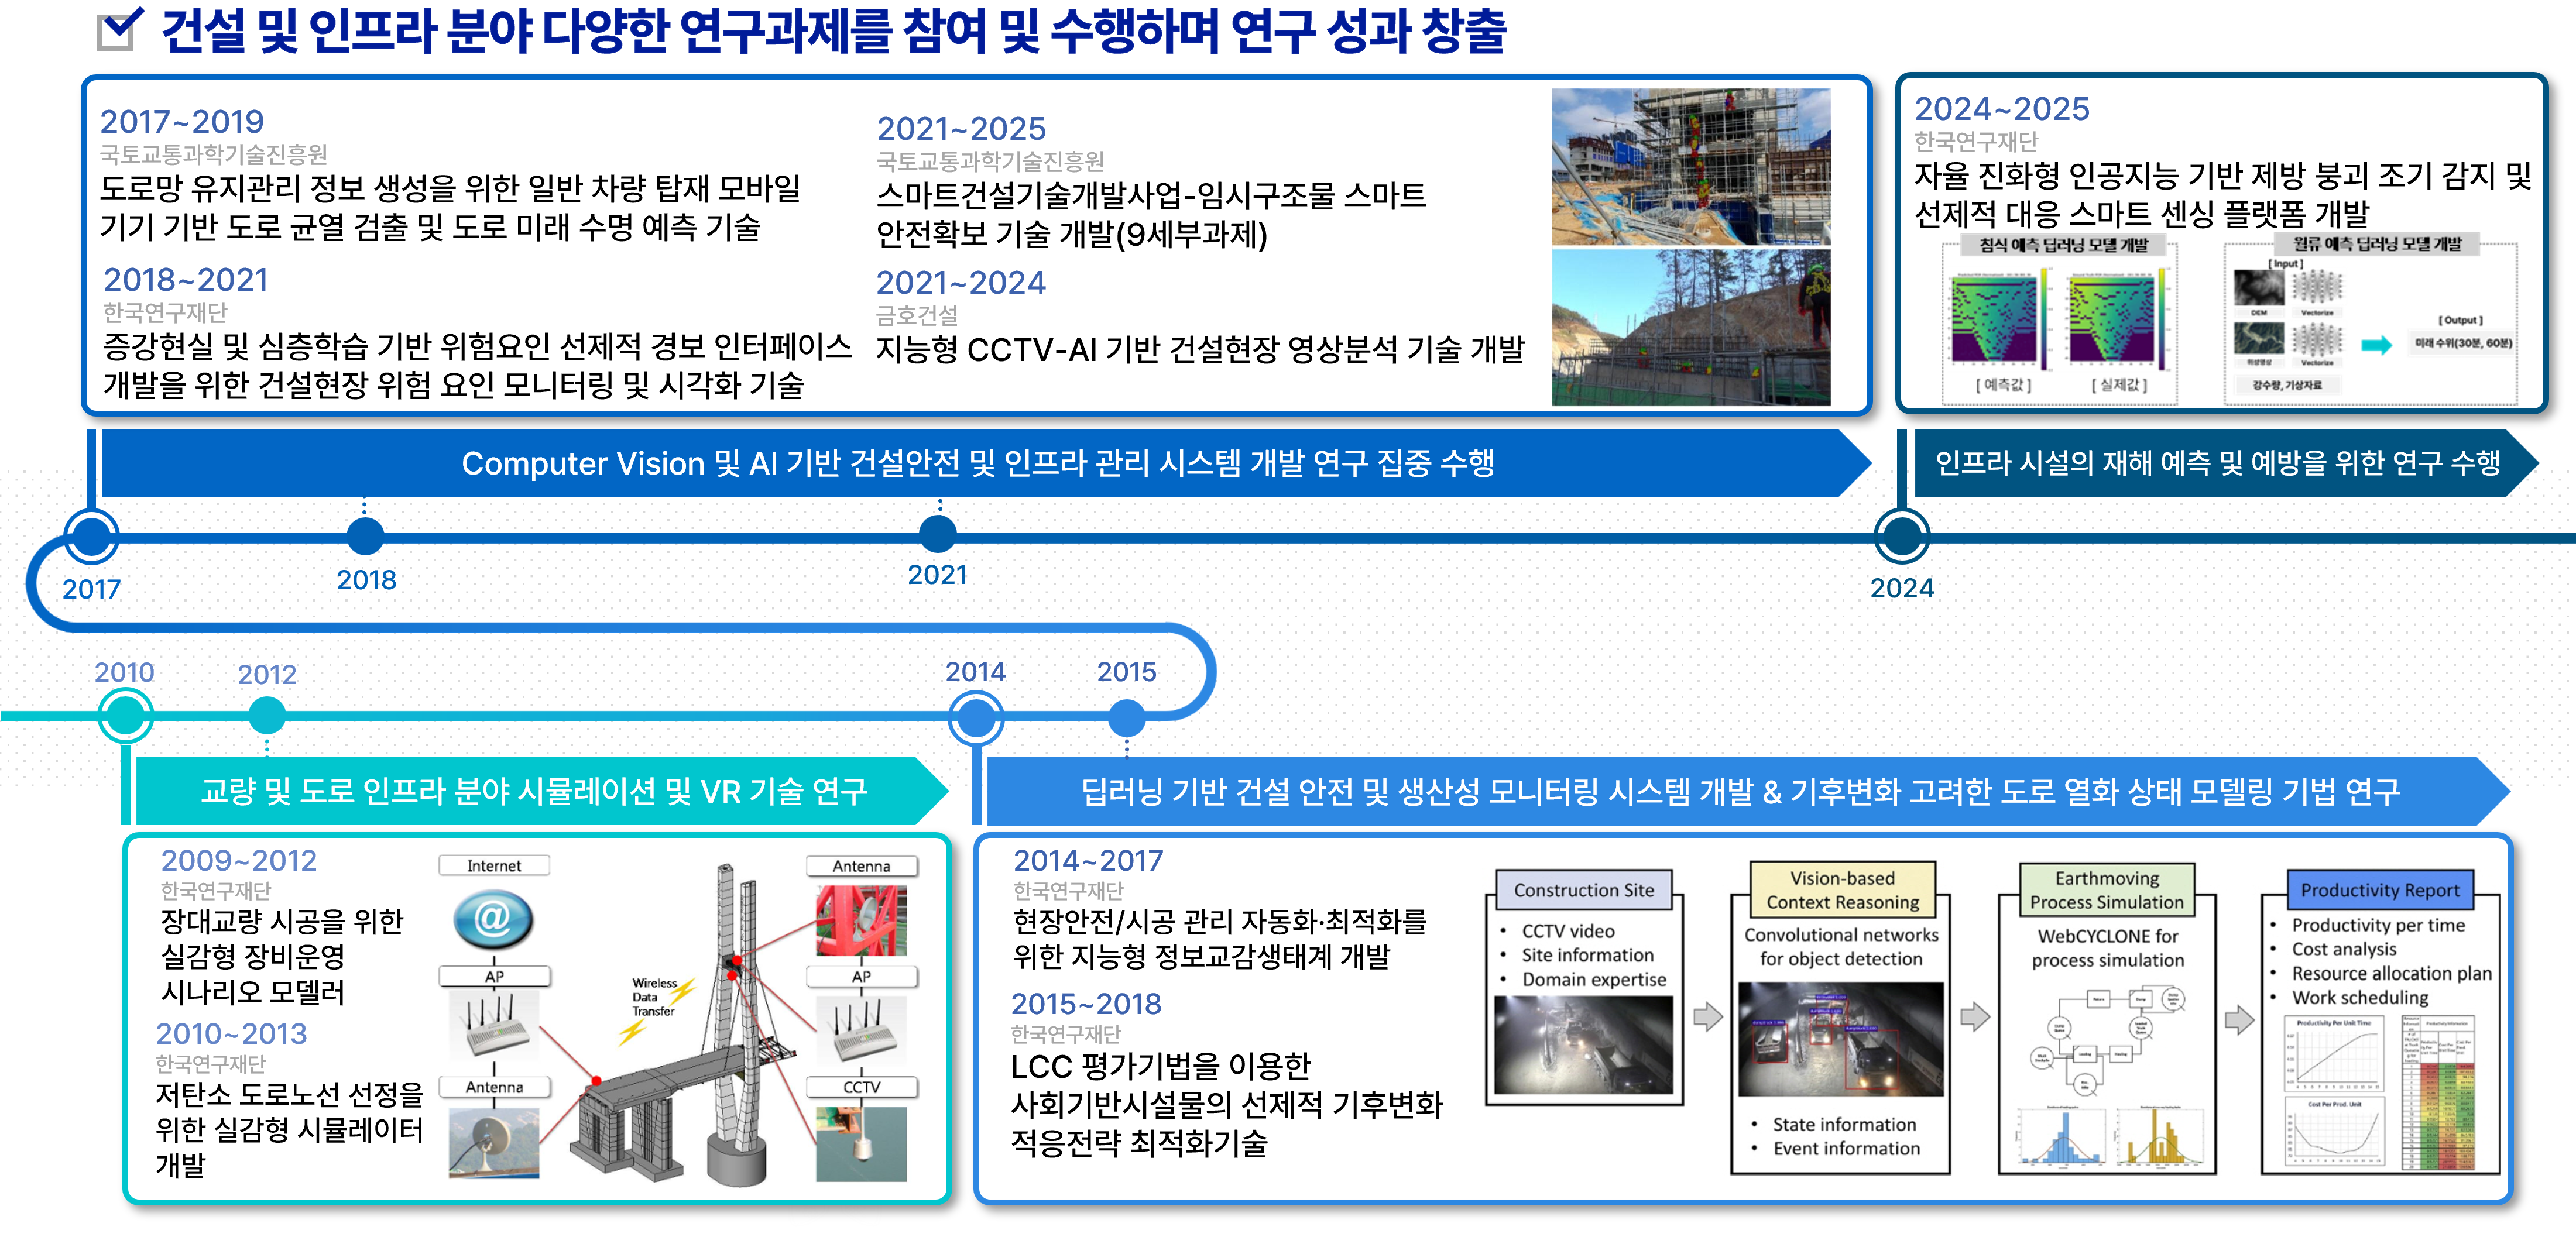 건설 및 인프라 분야 다양한 연구과제를 참여 및 수행하며 연구 성과 창출
2017~2019
국토교통과학기술진흥원
도로망 유지관리 정보 생성을 위한 일반 차량 탑재 모바일
기기 기반 도로 균열 검출 및 도로 미래 수명 예측 기술
2018~2021
한국연구재단
증강현실 및 심층학습 기반 위험요인 선제적 경보 인터페이스
개발을 위한 건설현장 위험 요인 모니터링 및 시각화 기술
2021~2025
국토교통과학기술진흥원
스마트건설기술개발사업-임시구조물 스마트
안전확보 기술 개발(9세부과제)
2021~2024
금호건설
지능형 CCTV-AI 기반 건설현장 영상분석 기술 개발
2024~2025
한국연구재단
자율 진화형 인공지능 기반 제방 붕괴 조기 감지 및
선제적 대응 스마트 센싱 플랫폼 개발
침식 예측 딥러닝 모델 개발
[ 예측값 ]
[ 실제값 ]
월류 예측 딥러닝 모델 개발
[ Input ]
DEM
Vectorize
위성영상
Vectorize
강수량, 기상자료
[ Output ]
미래 수위(30분, 60분)
Computer Vision 및 AI 기반 건설안전 및 인프라 관리 시스템 개발 연구 집중 수행
인프라 시설의 재해 예측 및 예방을 위한 연구 수행
2017
2018
2021
2024
2010
2012
2014
2015
교량 및 도로 인프라 분야 시뮬레이션 및 VR 기술 연구
딥러닝 기반 건설 안전 및 생산성 모니터링 시스템 개발 & 기후변화 고려한 도로 열화 상태 모델링 기법 연구
2009~2012
한국연구재단
장대교량 시공을 위한
실감형 장비운영
시나리오 모델러
2010~2013
한국연구재단
저탄소 도로노선 선정을
위한 실감형 시뮬레이터
개발
Internet
AP
Antenna
Wireless
Data
Transfer
Antenna
AP
CCTV
2014~2017
한국연구재단
현장안전/시공 관리 자동화·최적화를
위한 지능형 정보교감생태계 개발
2015~2018
한국연구재단
LCC 평가기법을 이용한
사회기반시설물의 선제적 기후변화
적응전략 최적화기술
Construction Site
• CCTV video
• Site information
• Domain expertise
Vision-based
Context Reasoning
Convolutional networks
for object detection
• State information
• Event information
Earthmoving
Process Simulation
WebCYCLONE for
process simulation
Productivity Report
• Productivity per time
• Cost analysis
• Resource allocation plan
• Work scheduling
Productivity Per Unit Time
Cost Per Prod. Unit